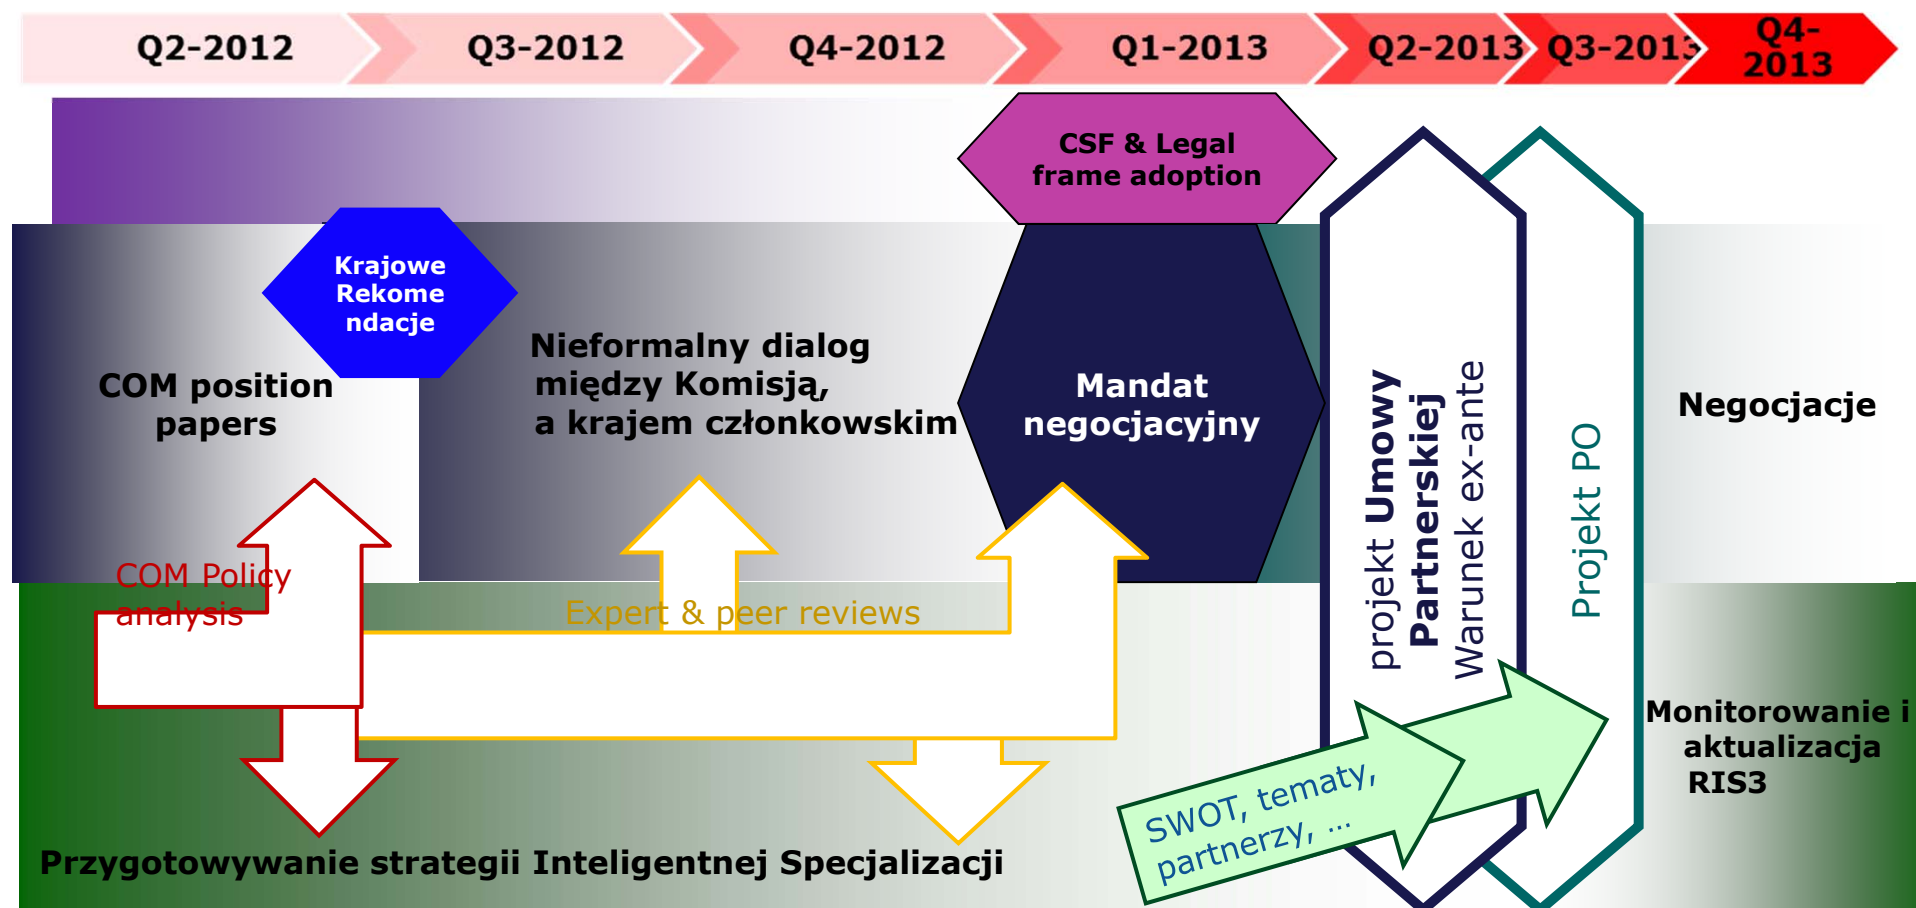 Q2-2012
Q3-2012
Q4-2012
Q1-2013
Q2-2013
Q3-2013
Q4-
2013
CSF & Legal
frame adoption
Krajowe
Rekome
ndacje
COM position
papers
Nieformalny dialog
między Komisją,
a krajem członkowskim
Mandat
negocjacyjny
projekt Umowy
Partnerskiej
Warunek ex-ante
Projekt PO
Negocjacje
COM Policy
analysis
Expert & peer reviews
SWOT, tematy,
partnerzy, ...
Monitorowanie i
aktualizacja
RIS3
Przygotowywanie strategii Inteligentnej Specjalizacji